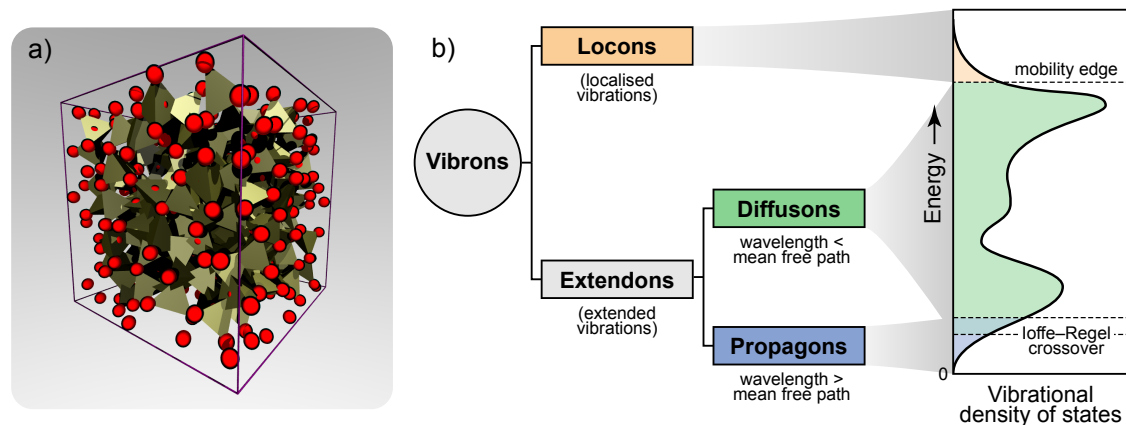 a)
b)
Locons
(localised
vibrations)
Vibrons
Extendons
(extended
vibrations)
Diffusons
wavelength <
mean free path
Propagons
wavelength >
mean free path
mobility edge
Energy
Ioffe–Regel
crossover
0
Vibrational
density of states